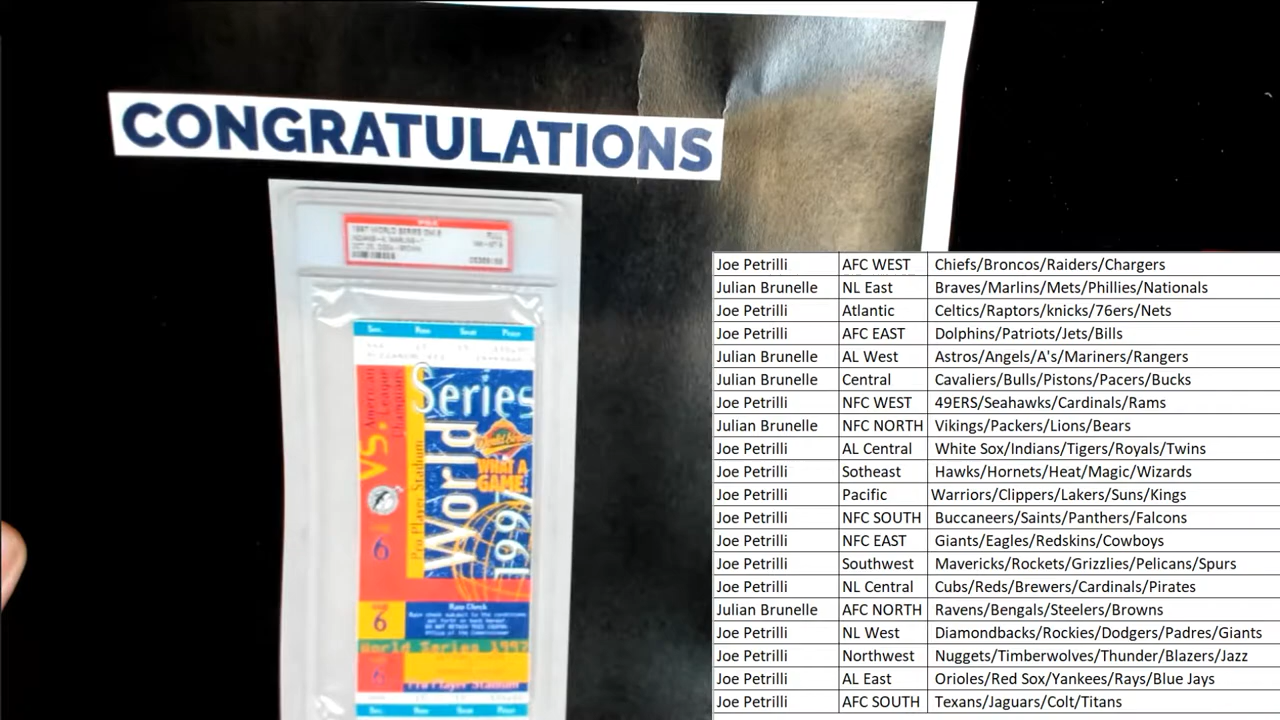 CONGRATULATIONS
1997 WORLD SERIES GM.6
Joe Petrilli AFC WEST Chiefs/Broncos/Raiders/Chargers
Julian Brunelle NL East Braves/Marlins/Mets/Phillies/Nationals
Joe Petrilli Atlantic Celtics/Raptors/knicks/76ers/Nets
Joe Petrilli AFC EAST Dolphins/Patriots/Jets/Bills
Julian Brunelle AL West Astros/Angels/A's/Mariners/Rangers
Julian Brunelle Central Cavaliers/Bulls/Pistons/Pacers/Bucks
Joe Petrilli NFC WEST 49ERS/Seahawks/Cardinals/Rams
Julian Brunelle NFC NORTH Vikings/Packers/Lions/Bears
Joe Petrilli AL Central White Sox/Indians/Tigers/Royals/Twins
Joe Petrilli Sotheast Hawks/Hornets/Heat/Magic/Wizards
Joe Petrilli Pacific Warriors/Clippers/Lakers/Suns/Kings
Joe Petrilli NFC SOUTH Buccaneers/Saints/Panthers/Falcons
Joe Petrilli NFC EAST Giants/Eagles/Redskins/Cowboys
Joe Petrilli Southwest Mavericks/Rockets/Grizzlies/Pelicans/Spurs
Joe Petrilli NL Central Cubs/Reds/Brewers/Cardinals/Pirates
Julian Brunelle AFC NORTH Ravens/Bengals/Steelers/Browns
Joe Petrilli NL West Diamondbacks/Rockies/Dodgers/Padres/Giants
Joe Petrilli Northwest Nuggets/Timberwolves/Thunder/Blazers/Jazz
Joe Petrilli AL East Orioles/Red Sox/Yankees/Rays/Blue Jays
Joe Petrilli AFC SOUTH Texans/Jaguars/Colt/Titans
Sec. Row Seat Price
American League Champions
VS.
Pro Player Stadium
World
Series
1997
WHAT A
GAME!
6
Rain Check
6
World Series 1997
6
Pro Player Stadium
Sec. Row Seat Price